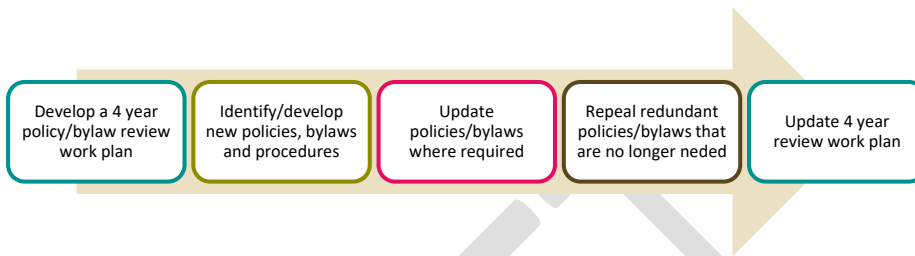 Develop a 4 year
policy/bylaw review
work plan
Identify/develop
new policies, bylaws
and procedures
Update
policies/bylaws
where required
Repeal redundant
policies/bylaws that
are no longer neded
Update 4 year
review work plan